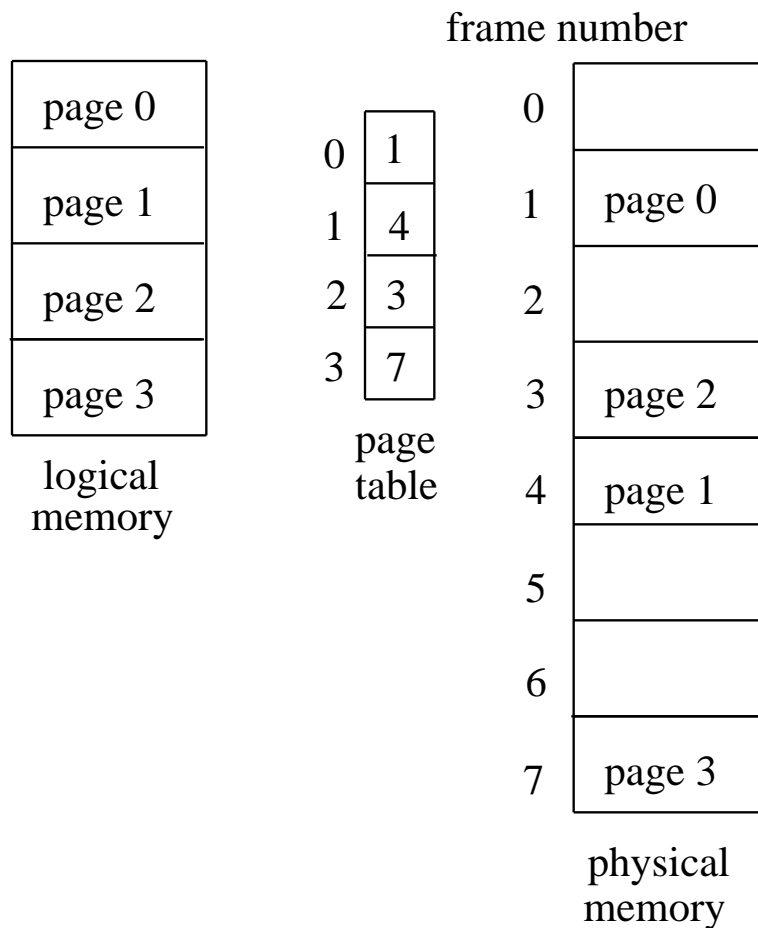 frame number
page 0
page 1
page 2
page 3
logical
memory
0 1
1 4
2 3
3 7
page
table
0
1 page 0
2
3 page 2
4 page 1
5
6
7 page 3
physical
memory